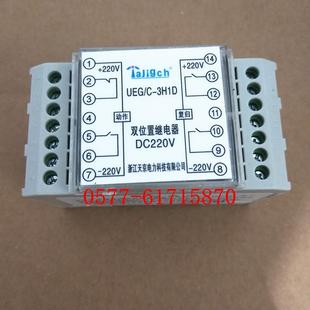 1 Tajigch 14
+220V +220V
2 13
3 UEG/C-3H1D 12
4 动作 复归 11
5 双位置继电器 10
6 DC220V 9
7 -220V -220V 8
浙江天京电力科技有限公司
0577-61715870